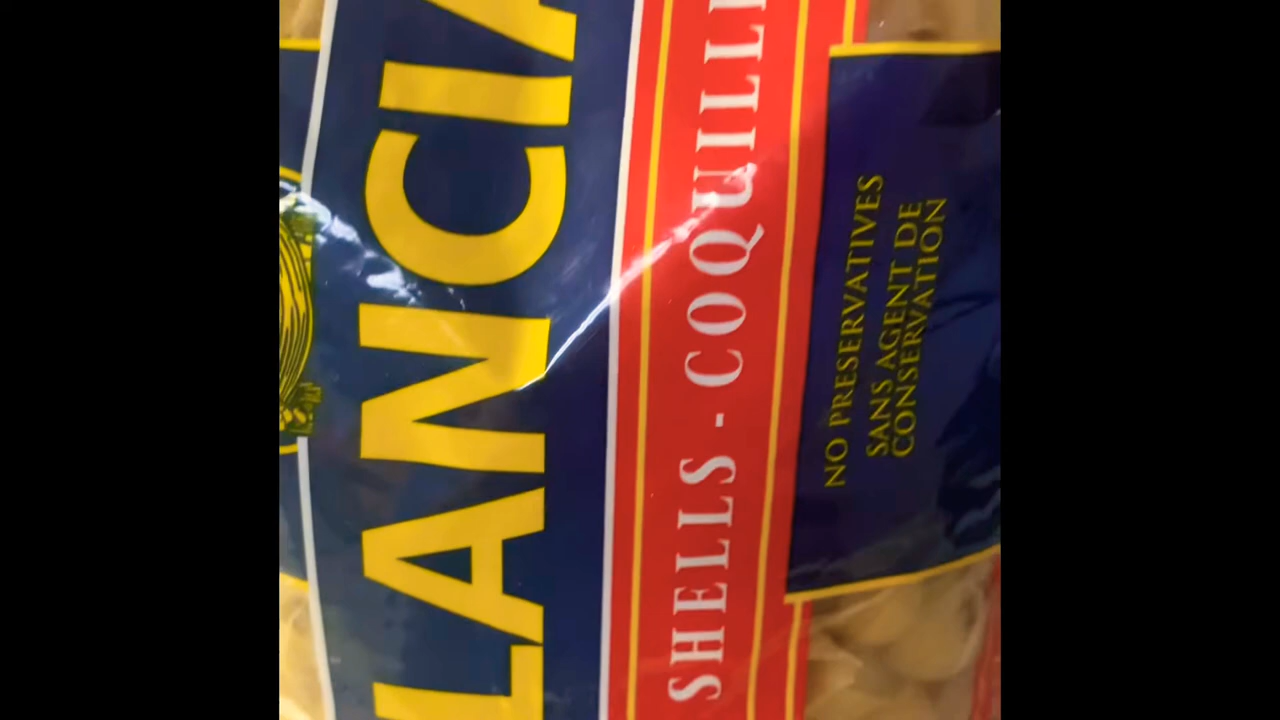 LANCIA
SHELLS - COQUILL
NO PRESERVATIVES
SANS AGENT DE
CONSERVATION